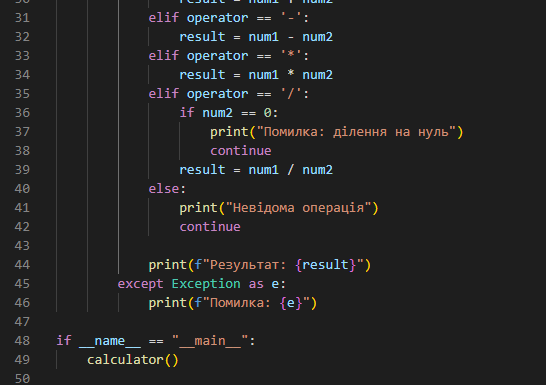 31 elif operator == '-':
32 result = num1 - num2
33 elif operator == '*':
34 result = num1 * num2
35 elif operator == '/':
36 if num2 == 0:
37 print("Помилка: ділення на нуль")
38 continue
39 result = num1 / num2
40 else:
41 print("Невідома операція")
42 continue
43
44 print(f"Результат: {result}")
45 except Exception as e:
46 print(f"Помилка: {e}")
47
48 if __name__ == "__main__":
49 calculator()
50